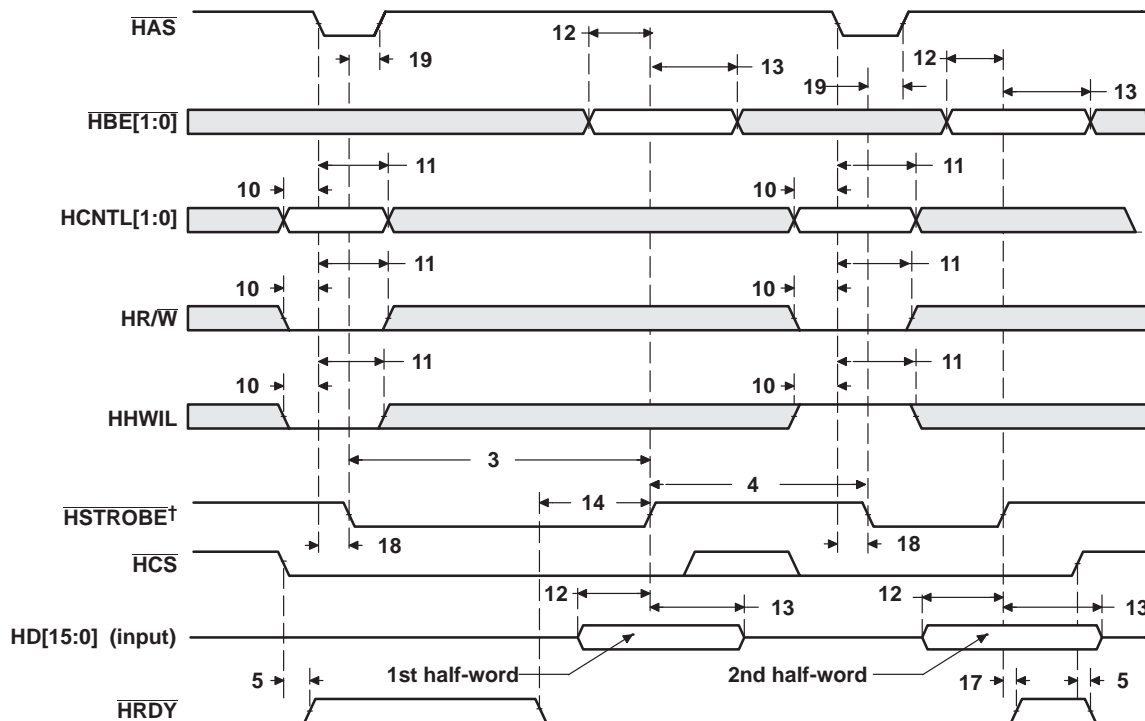 HAS
12
12
19
13
19
13
HBE[1:0]
11
11
10
10
HCNTL[1:0]
11
11
10
10
HR/W
11
11
10
10
HHWIL
3
4
14
HSTROBE†
18
18
HCS
12
13
12
13
HD[15:0] (input)
1st half-word
2nd half-word
5
17
5
HRDY